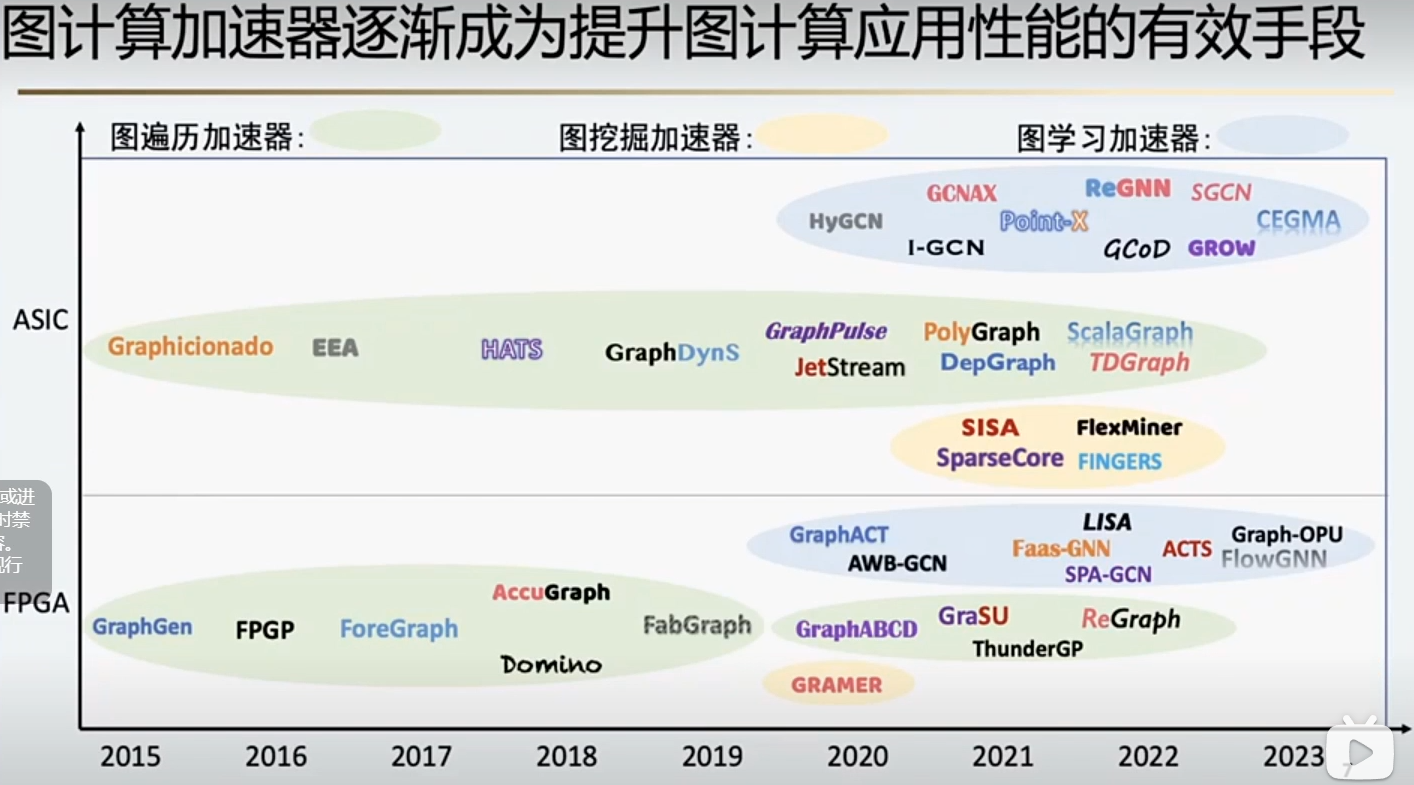 图计算加速器逐渐成为提升图计算应用性能的有效手段
图遍历加速器: 图挖掘加速器: 图学习加速器:
GCNAX ReGNN SGCN
HyGCN Point-X CEGMA
I-GCN GCoD GROW
ASIC
Graphicionado EEA HATS GraphDynS GraphPulse PolyGraph ScalaGraph
JetStream DepGraph TDGraph
SISA FlexMiner
SparseCore FINGERS
或进
时禁
行
LISA
GraphACT Faas-GNN ACTS Graph-OPU
AWB-GCN SPA-GCN FlowGNN
FPGA
AccuGraph
GraphGen FPGP ForeGraph FabGraph GraphABCD GraSU ReGraph
Domino ThunderGP
GRAMER
2015 2016 2017 2018 2019 2020 2021 2022 2023
7